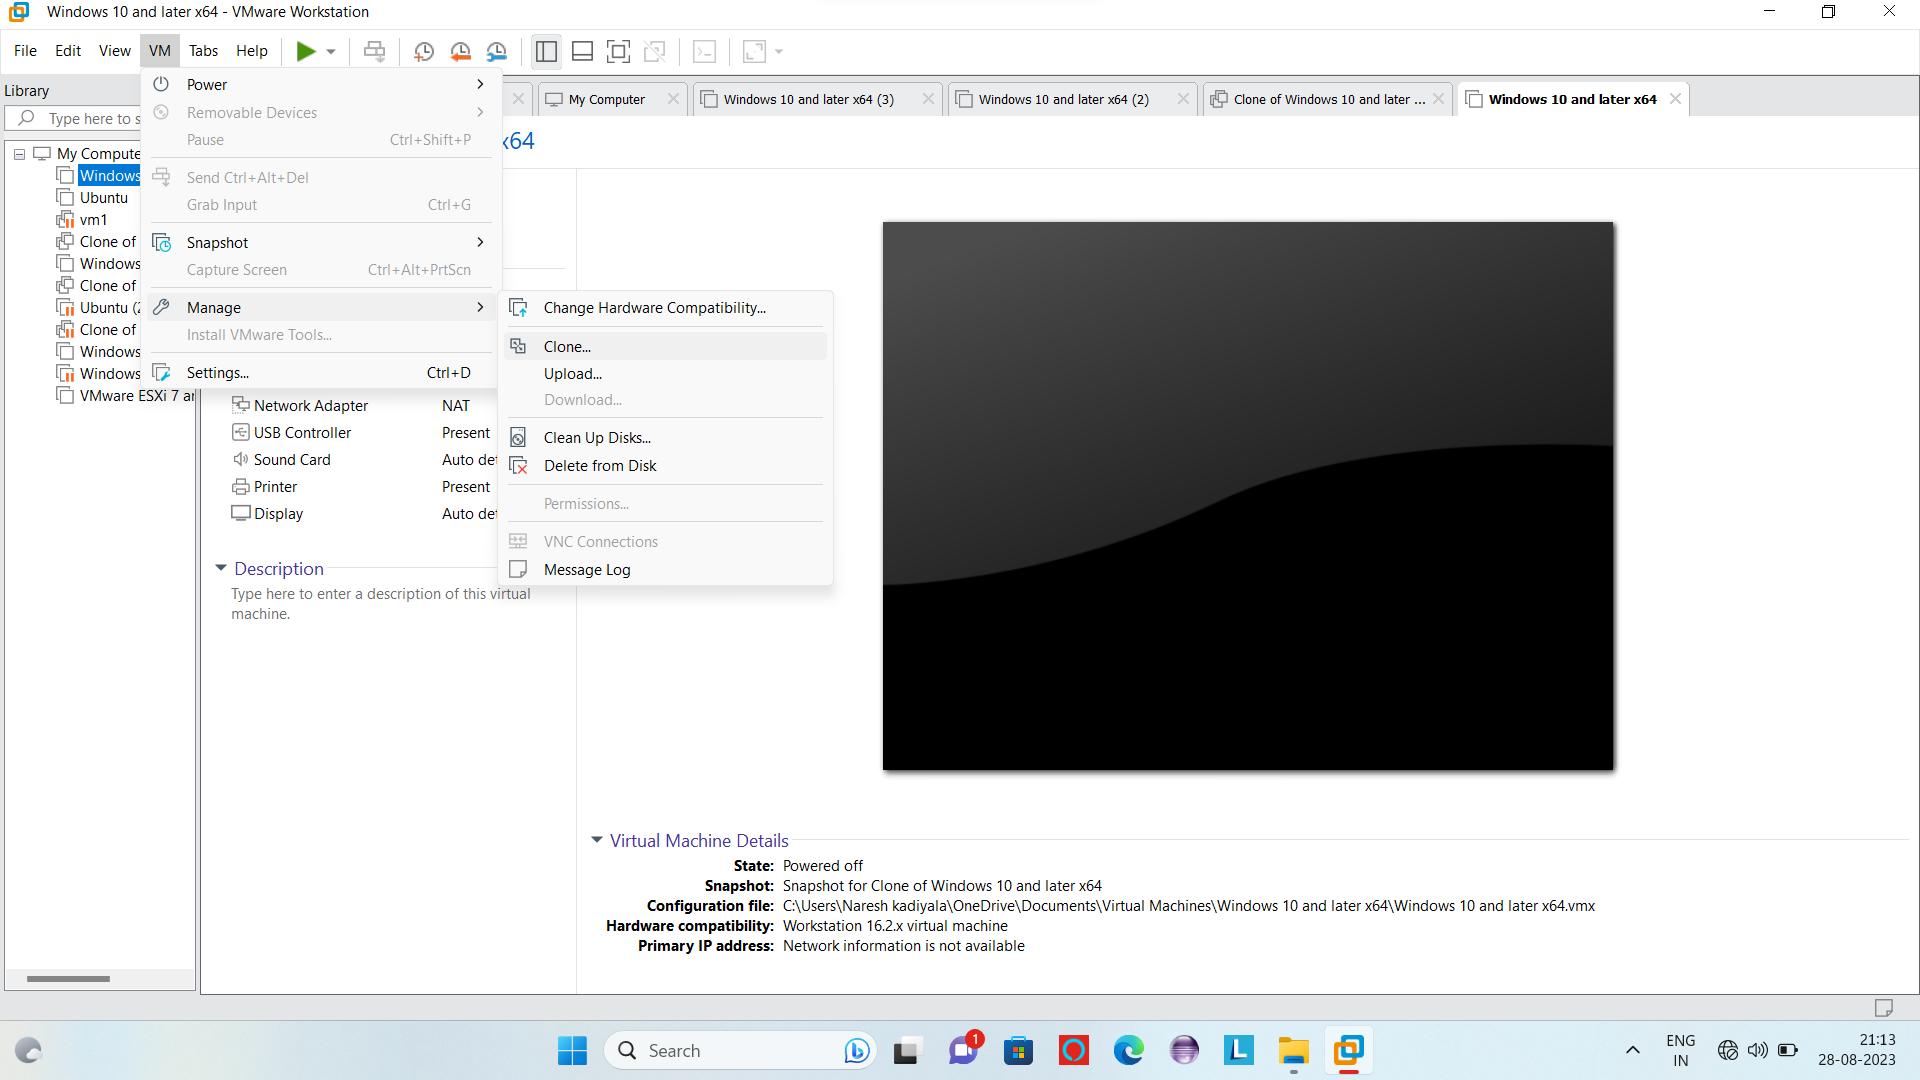 Windows 10 and later x64 - VMware Workstation
File Edit View VM Tabs Help
Library
Type here to s
My Compute
Windows
Ubuntu
vm1
Clone of
Windows
Clone of
Ubuntu (2
Clone of
Windows
Windows
VMware ESXi 7 ar
Power
Removable Devices
Pause Ctrl+Shift+P
Send Ctrl+Alt+Del
Grab Input Ctrl+G
Snapshot
Capture Screen Ctrl+Alt+PrtScn
Manage
Install VMware Tools...
Settings... Ctrl+D
Change Hardware Compatibility...
Clone...
Upload...
Download...
Clean Up Disks...
Delete from Disk
Permissions...
VNC Connections
Message Log
My Computer
Windows 10 and later x64 (3)
Windows 10 and later x64 (2)
Clone of Windows 10 and later ...
Windows 10 and later x64
x64
Network Adapter NAT
USB Controller Present
Sound Card Auto det
Printer Present
Display Auto det
Description
Type here to enter a description of this virtual
machine.
Virtual Machine Details
State: Powered off
Snapshot: Snapshot for Clone of Windows 10 and later x64
Configuration file: C:\Users\Naresh kadiyala\OneDrive\Documents\Virtual Machines\Windows 10 and later x64\Windows 10 and later x64.vmx
Hardware compatibility: Workstation 16.2.x virtual machine
Primary IP address: Network information is not available
Search
1
L
ENG
IN
21:13
28-08-2023